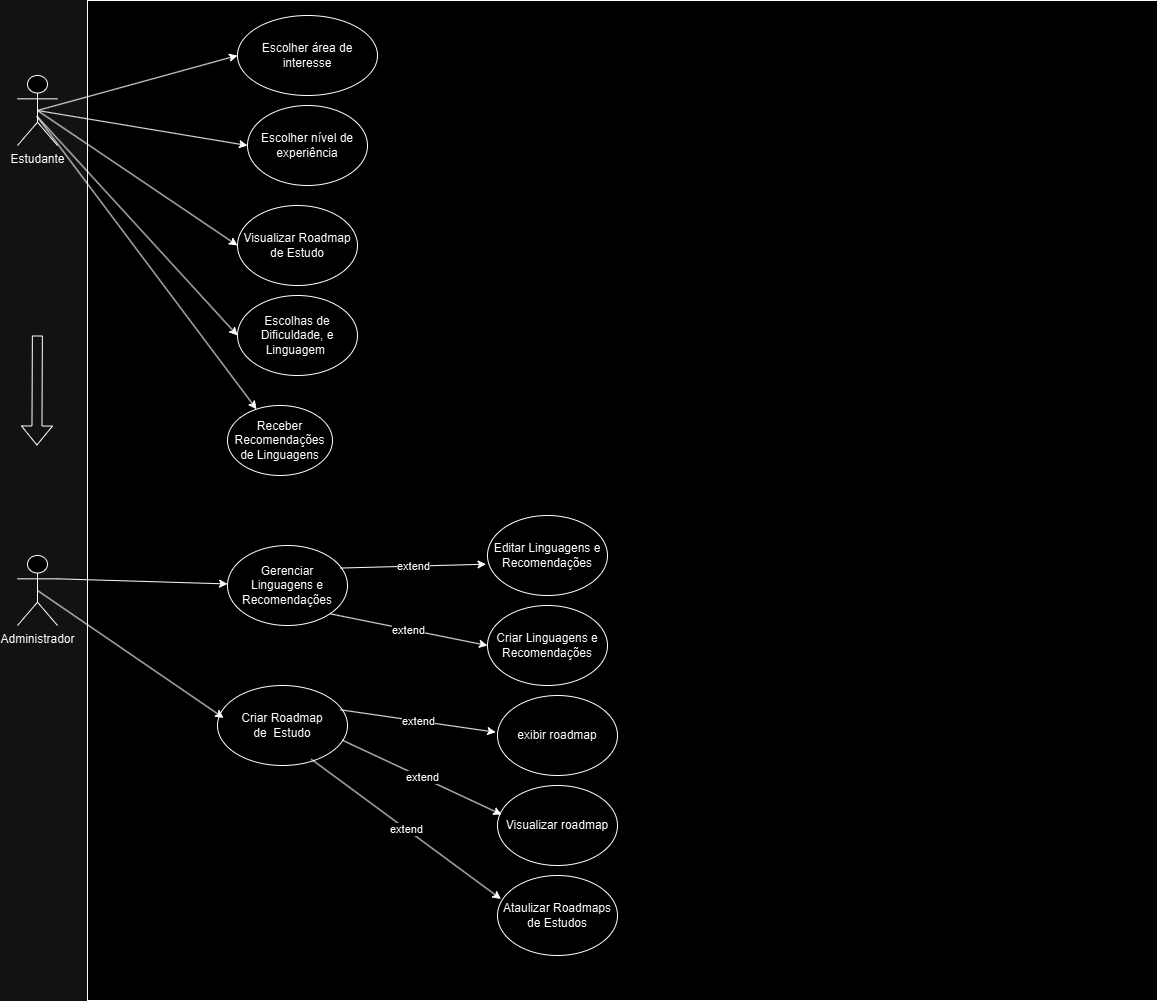 Escolher área de
interesse
Escolher nível de
experiência
Estudante
Visualizar Roadmap
de Estudo
Escolhas de
Dificuldade, e
Linguagem
Receber
Recomendações
de Linguagens
Editar Linguagens e
Recomendações
extend
Gerenciar
Linguagens e
Recomendações
extend
Criar Linguagens e
Recomendações
Administrador
Criar Roadmap
de Estudo
extend
exibir roadmap
extend
Visualizar roadmap
extend
Ataulizar Roadmaps
de Estudos